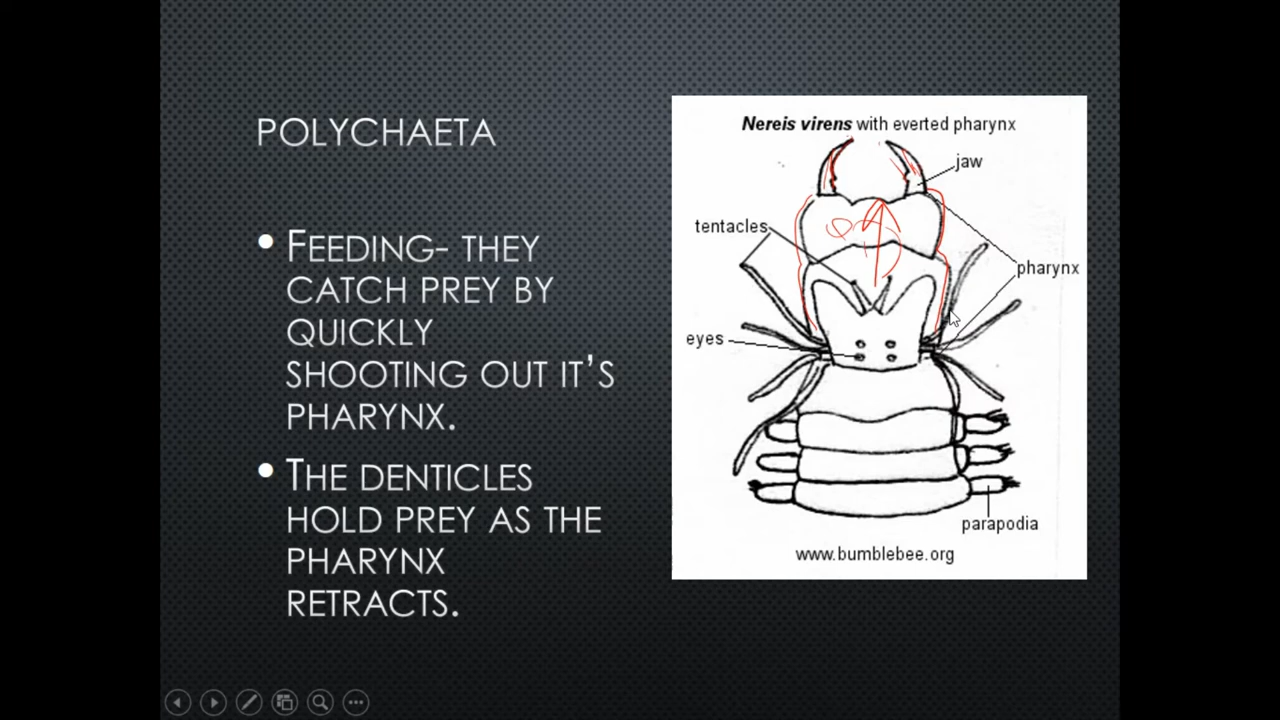 POLYCHAETA
• FEEDING- THEY
CATCH PREY BY
QUICKLY
SHOOTING OUT IT'S
PHARYNX.
• THE DENTICLES
HOLD PREY AS THE
PHARYNX
RETRACTS.
Nereis virens with everted pharynx
jaw
tentacles
pharynx
eyes
parapodia
www.bumblebee.org